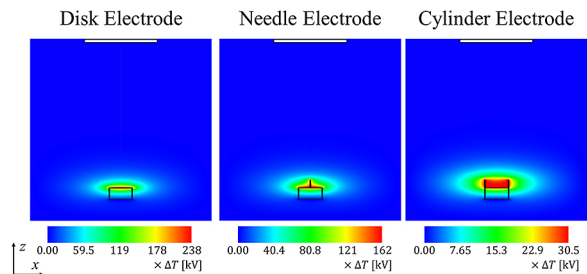 Disk Electrode Needle Electrode Cylinder Electrode
0.00 59.5 119 178 238 0.00 40.4 80.8 121 162 0.00 7.65 15.3 22.9 30.5
z x × ΔT [kV] × ΔT [kV] × ΔT [kV]